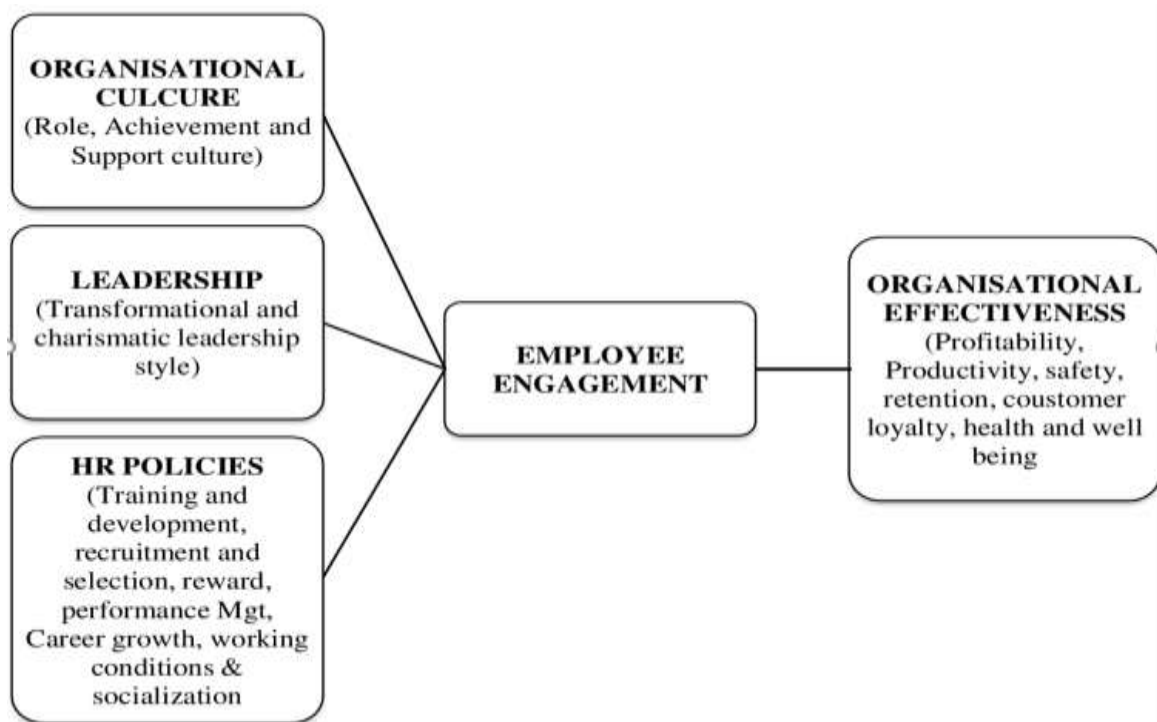 ORGANISATIONAL
CULCURE
(Role, Achievement and
Support culture)
LEADERSHIP
(Transformational and
charismatic leadership
style)
HR POLICIES
(Training and
development,
recruitment and
selection, reward,
performance Mgt,
Career growth, working
conditions &
socialization
EMPLOYEE
ENGAGEMENT
ORGANISATIONAL
EFFECTIVENESS
(Profitability,
Productivity, safety,
retention, coustomer
loyalty, health and well
being